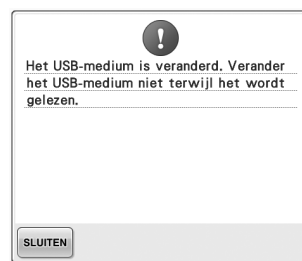 Het USB-medium is veranderd. Verander
het USB-medium niet terwijl het wordt
gelezen.
SLUITEN